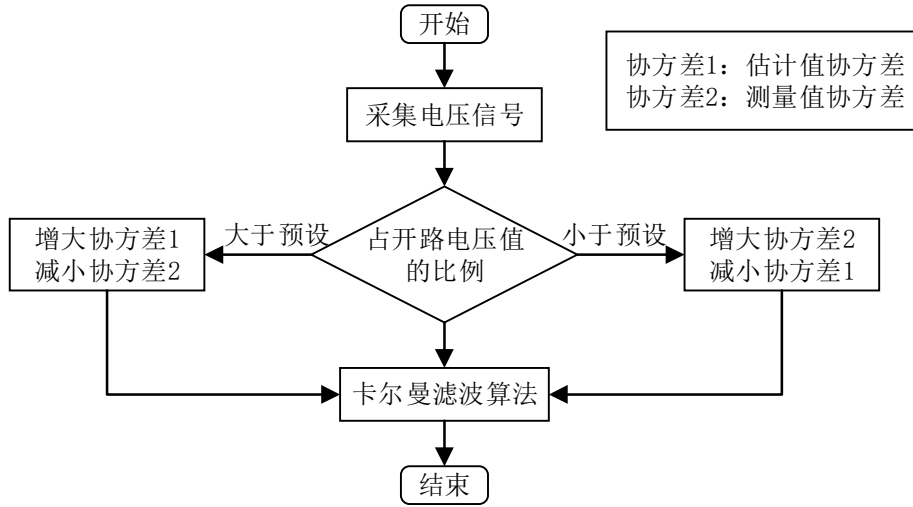 开始
协方差1：估计值协方差
协方差2：测量值协方差
采集电压信号
大于预设
占开路电压值
的比例
小于预设
增大协方差1
减小协方差2
增大协方差2
减小协方差1
卡尔曼滤波算法
结束